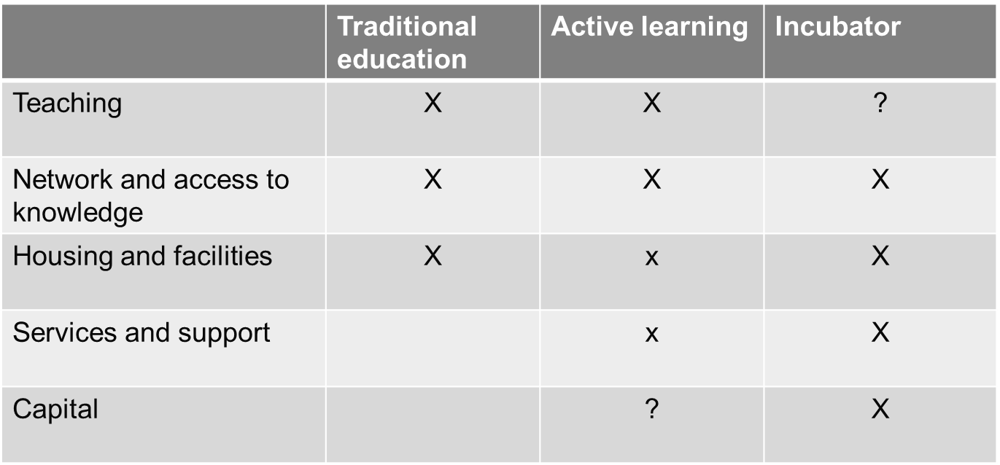 Traditional education Active learning Incubator
Teaching X X ?
Network and access to knowledge X X X
Housing and facilities X x X
Services and support x X
Capital ? X